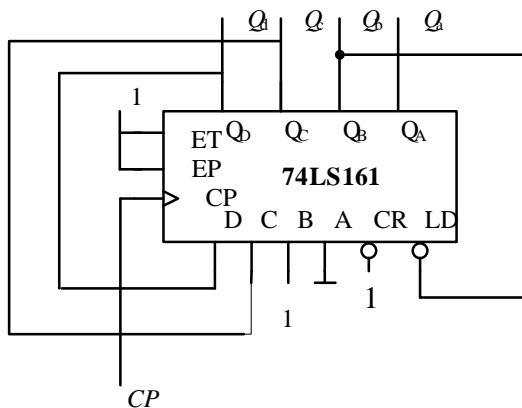 Qd Qc Qb Qa
1
ET QD QC QB QA
EP 74LS161
CP
D C B A CR LD
1 1
CP